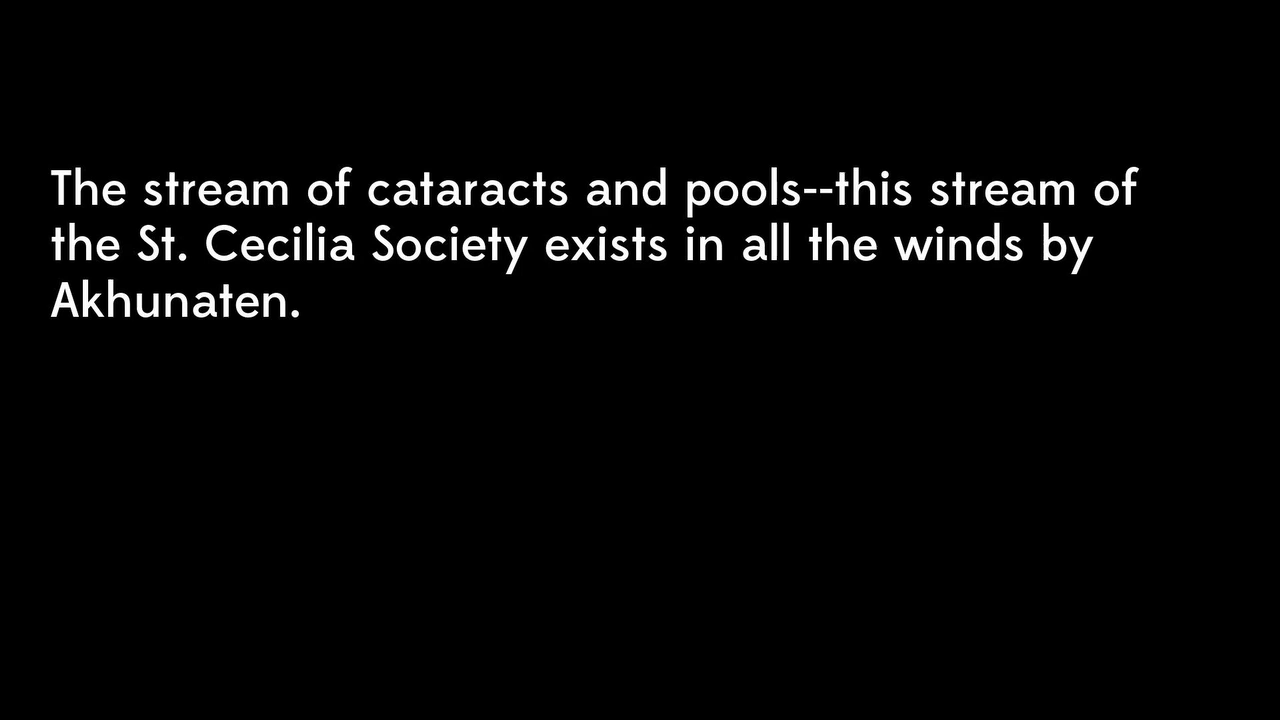 The stream of cataracts and pools--this stream of
the St. Cecilia Society exists in all the winds by
Akhunaten.